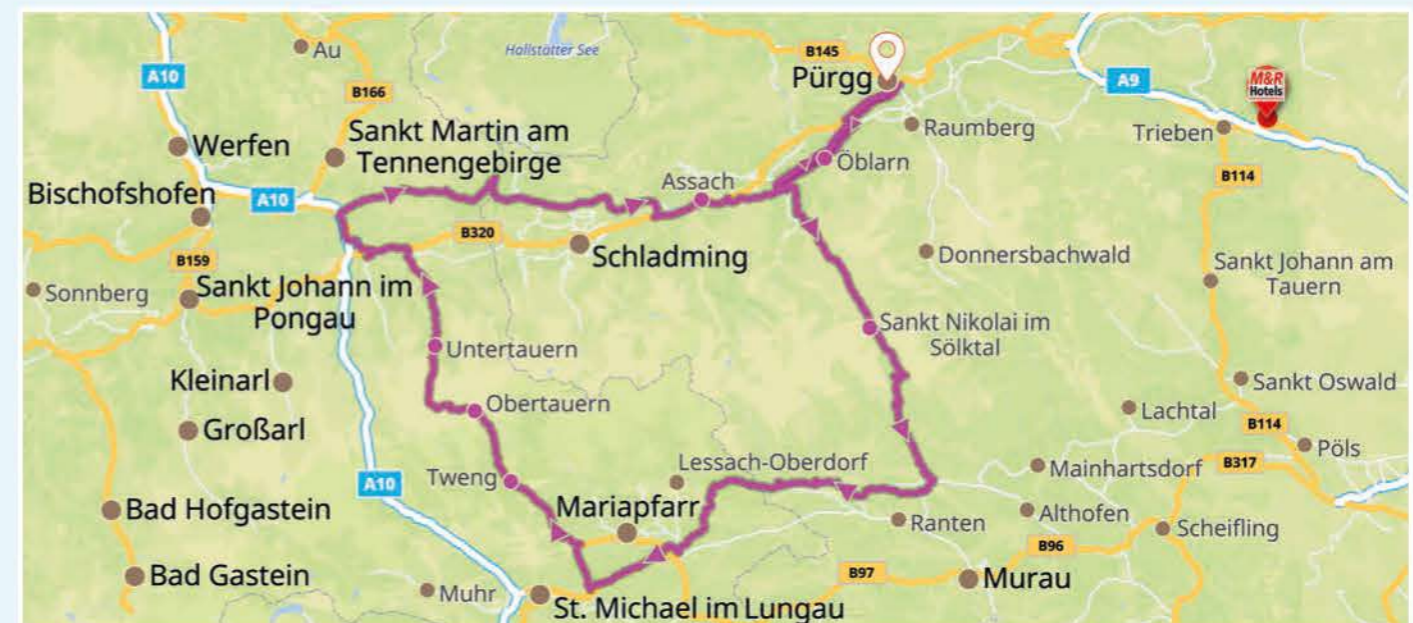 Au
Hallstätter See
B145
Pürgg
A10
B166
A9
M&R
Hotels
Werfen
Sankt Martin am
Tennengebirge
Raumberg
Trieben
Öblarn
Bischofshofen
A10
Assach
B114
B320
Schladming
Donnersbachwald
B159
Sonnberg
Sankt Johann im
Pongau
Sankt Johann am
Tauern
Sankt Nikolai im
Sölktal
Untertauern
Kleinarl
Sankt Oswald
Obertauern
Lachtal
Großarl
B114
Pöls
Lessach-Oberdorf
B317
Tweng
A10
Mainhartsdorf
Mariapfarr
Bad Hofgastein
Ranten
Althofen
Scheifling
B96
Bad Gastein
Muhr
B97
Murau
St. Michael im Lungau